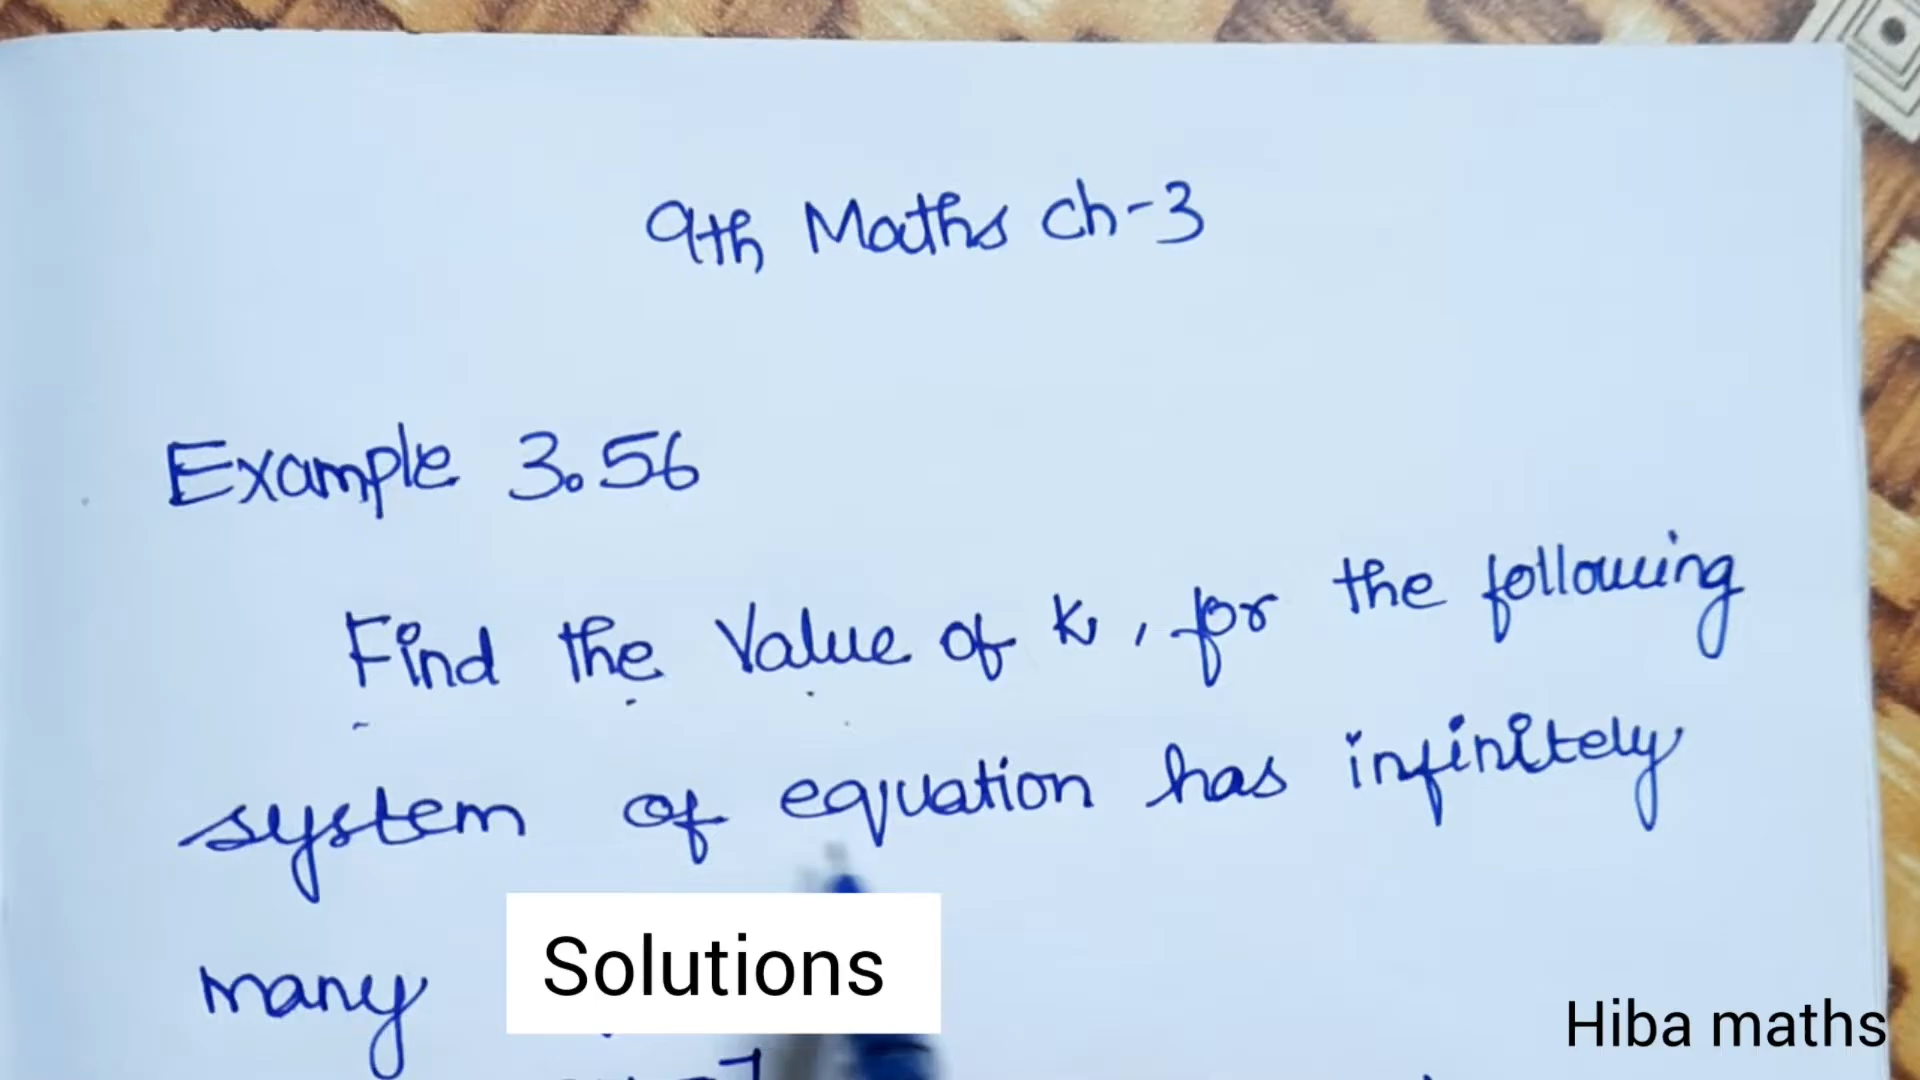 9th Maths ch-3
Example 3.56
Find the Value of k, for the following
system of equation has infinitely
many Solutions
Hiba maths